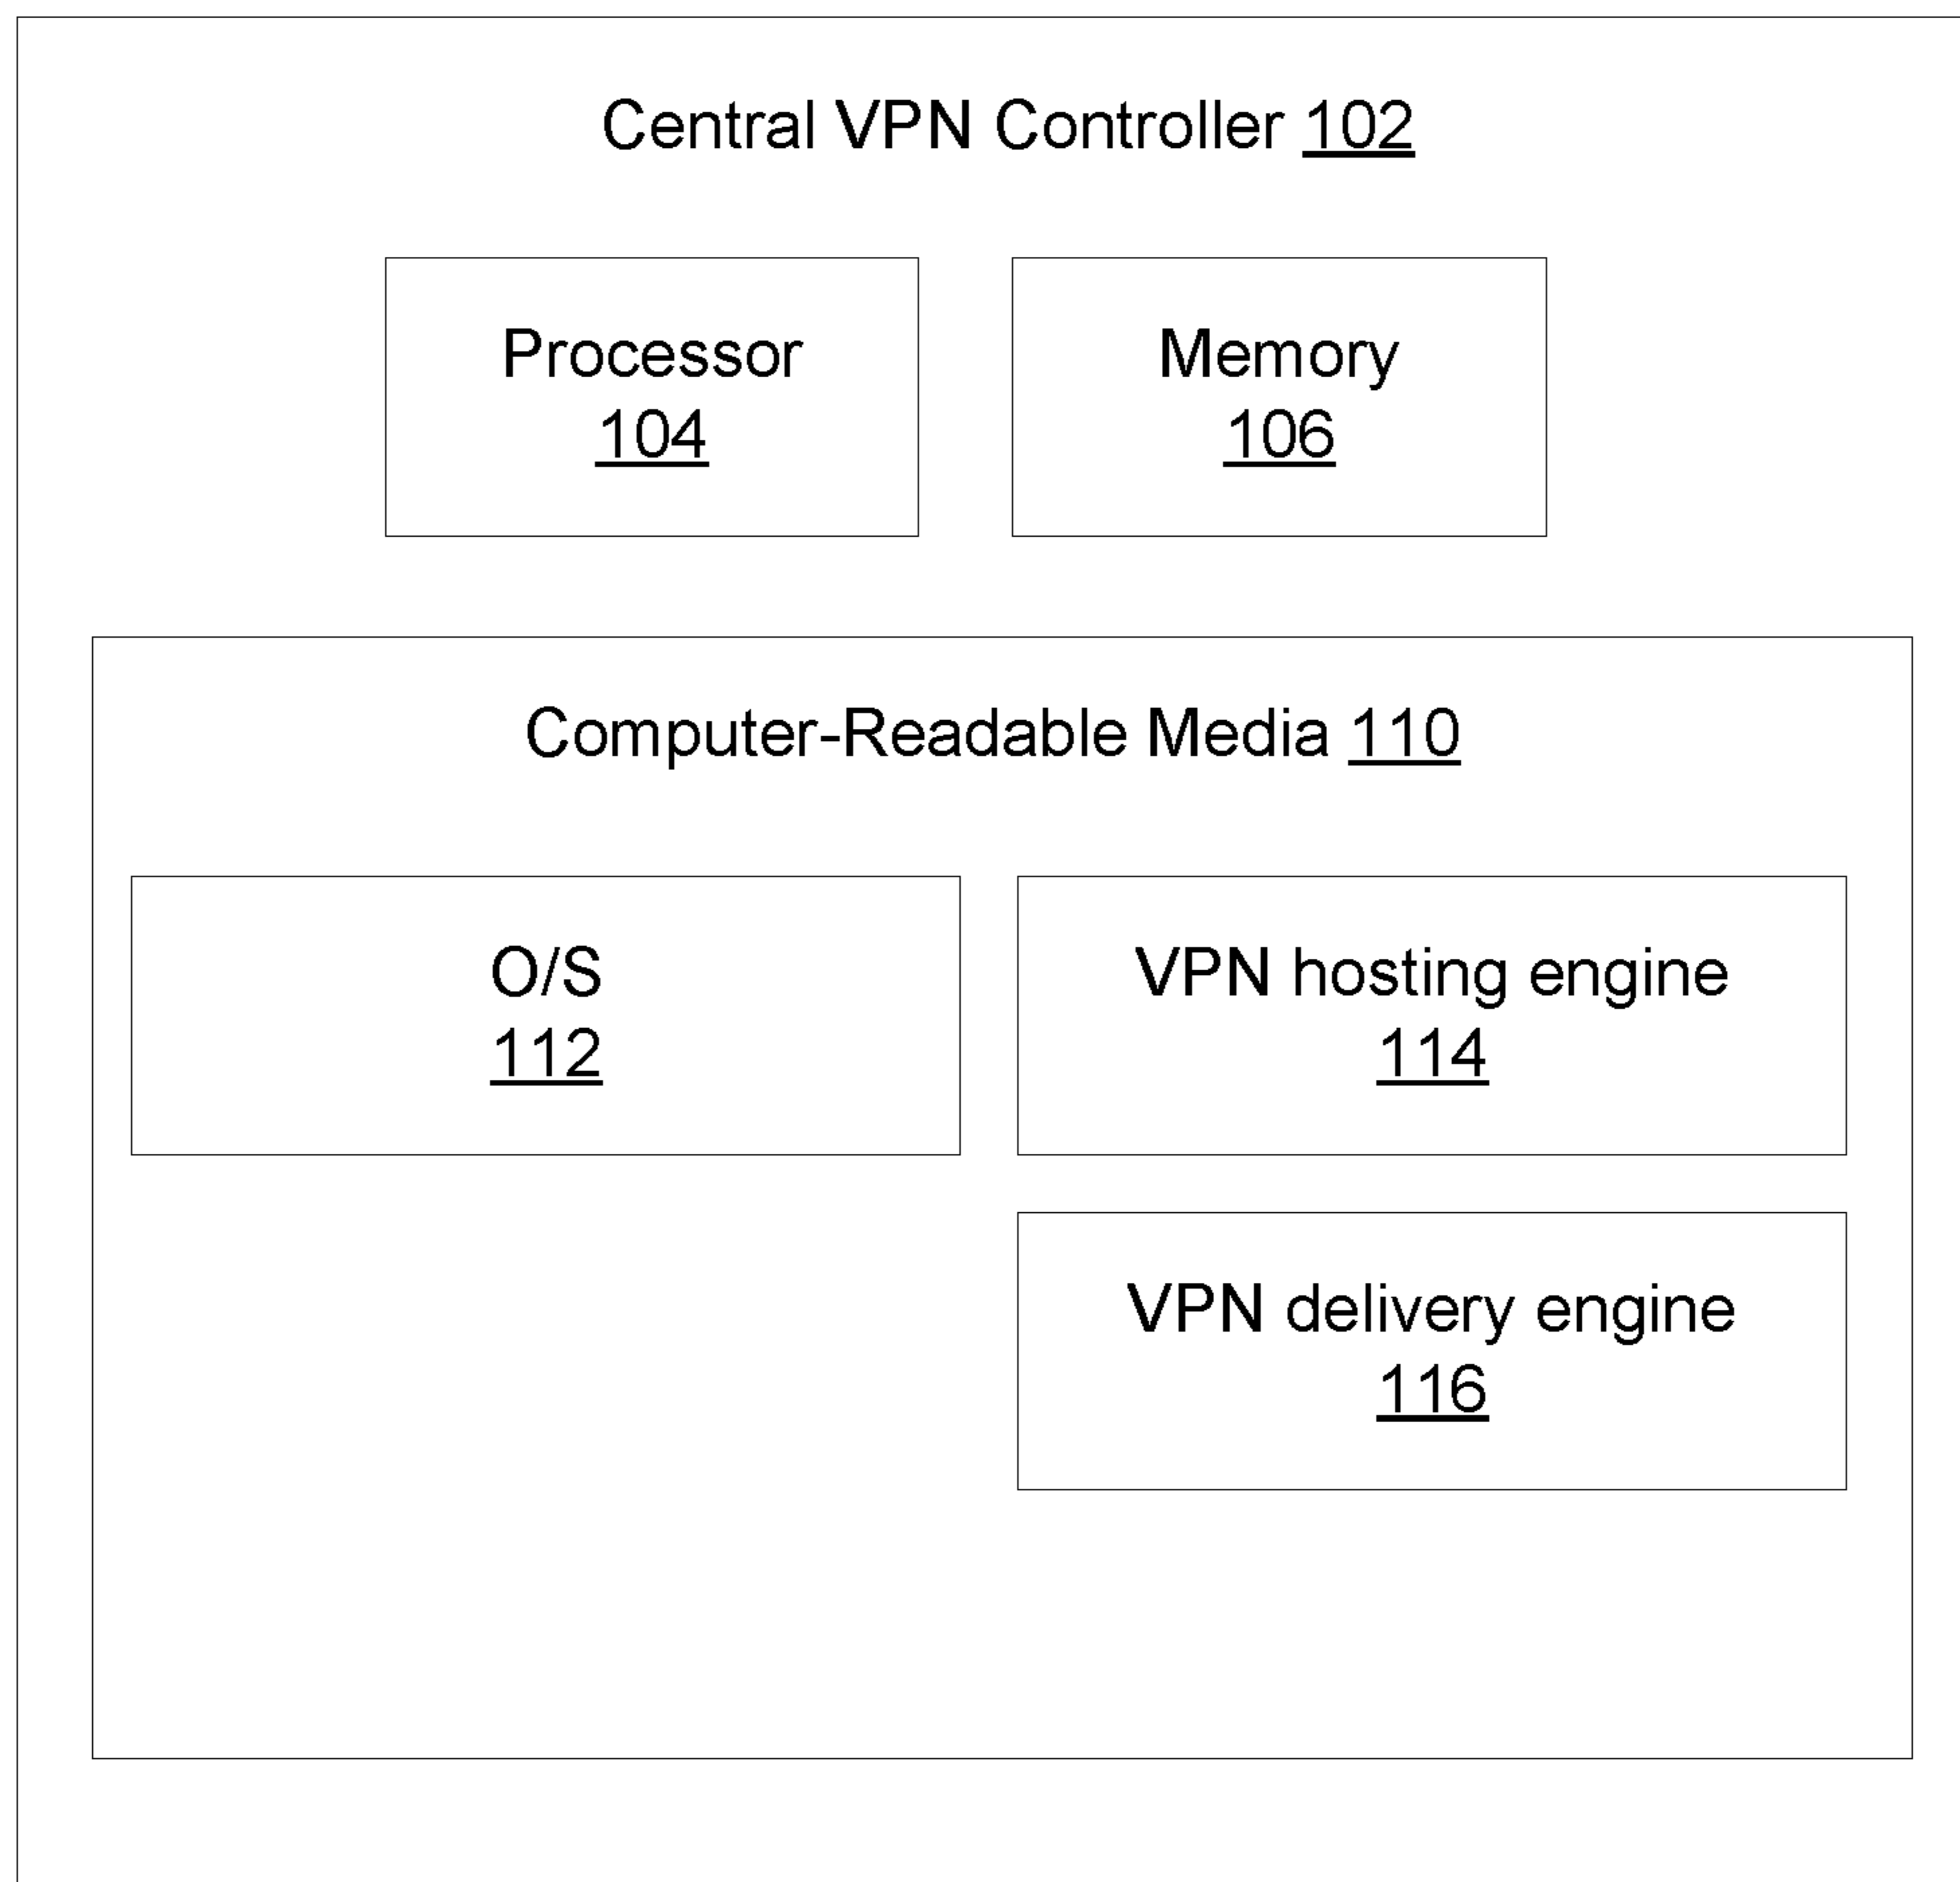 Central VPN Controller 102
Processor
104
Memory
106
Computer-Readable Media 110
O/S
112
VPN hosting engine
114
VPN delivery engine
116